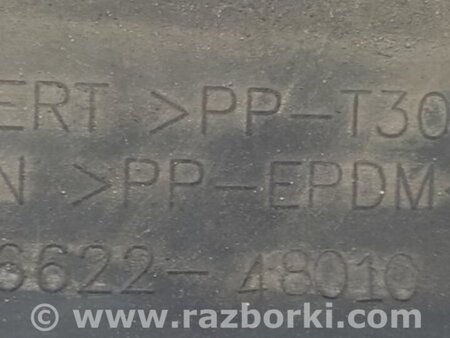 ERT >PP-T30
N >PP-EPDM
6622-48010
© www.razborki.com